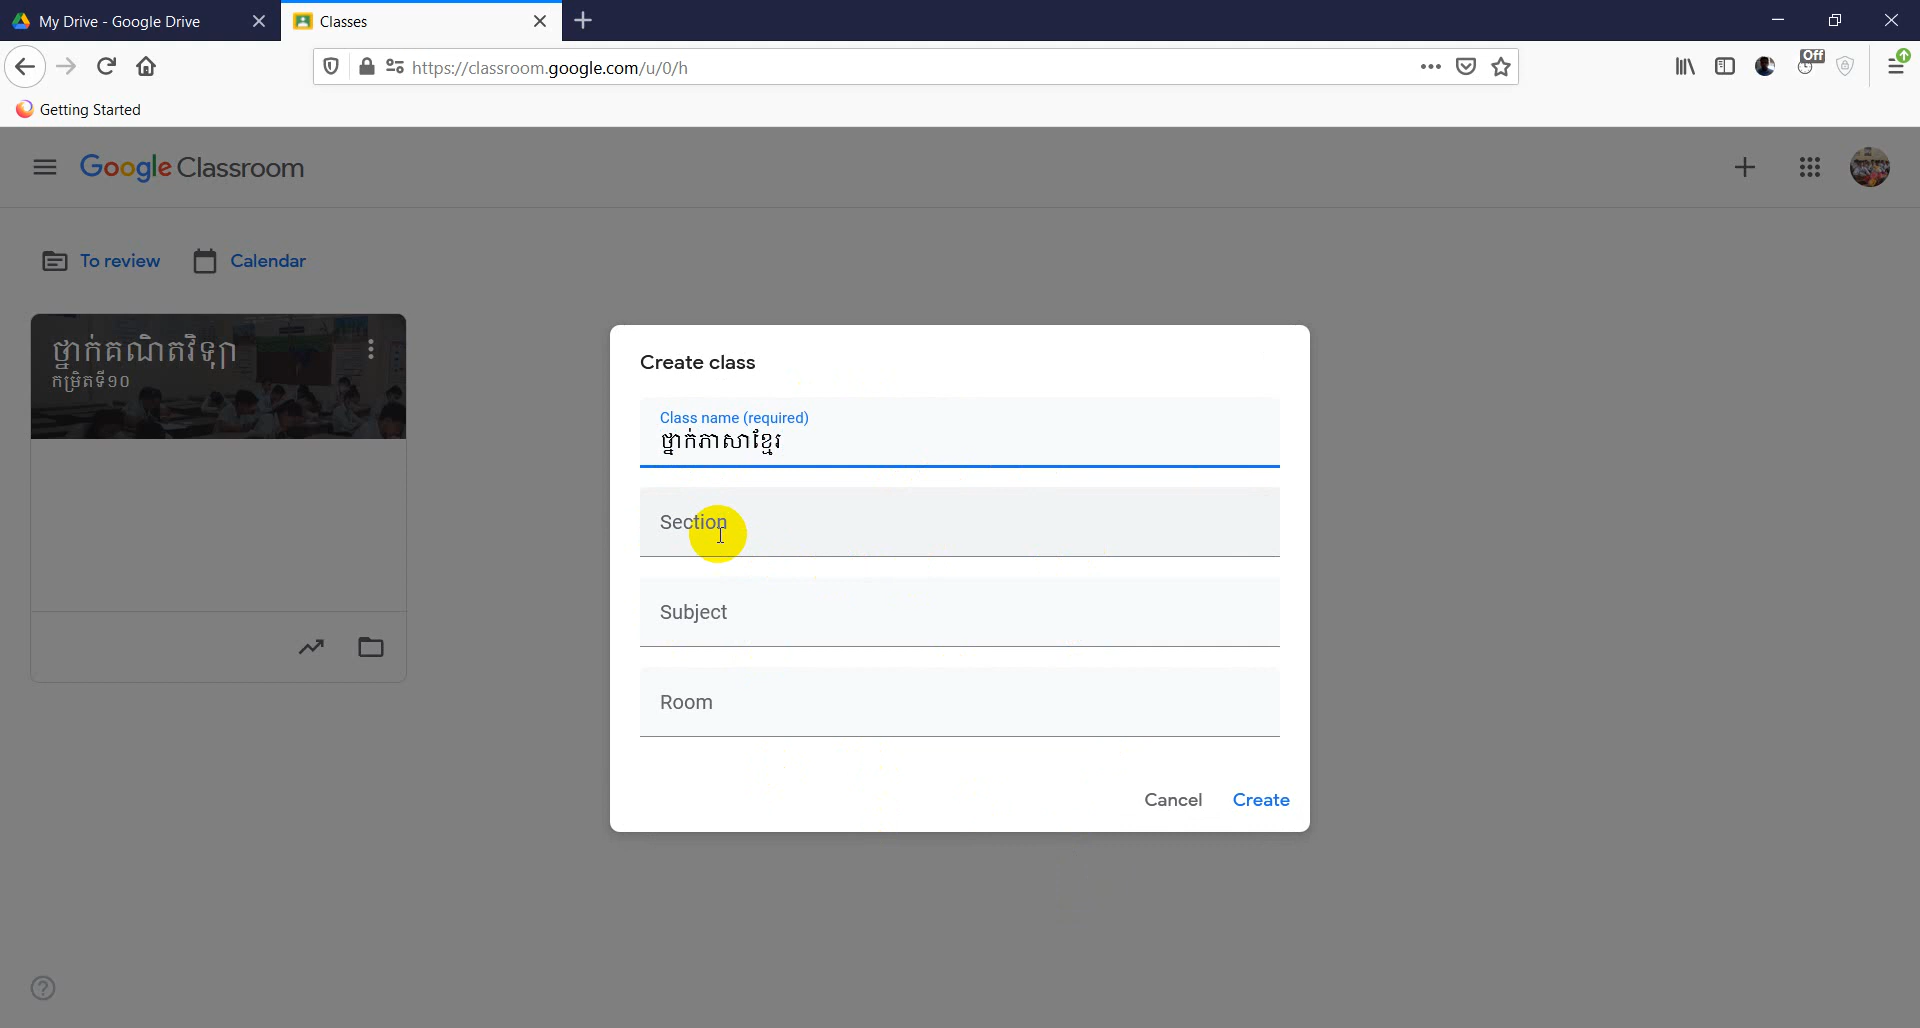 My Drive - Google Drive
Classes
https://classroom.google.com/u/0/h
Off
Getting Started
Google Classroom
To review
Calendar
ថ្នាក់គណិតវិទ្យា
កម្រិតទី១០
Create class
Class name (required)
ថ្នាក់ភាសាខ្មែរ
Section
Subject
Room
Cancel
Create